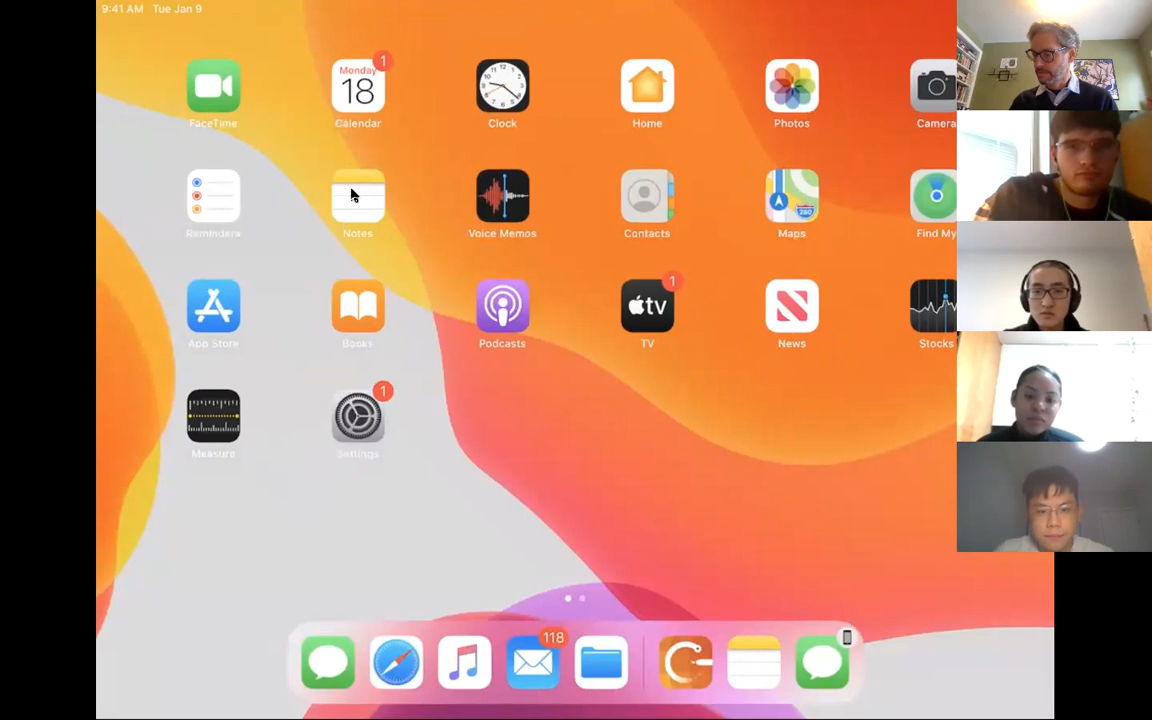 9:41 AM Tue Jan 9
Monday
18
1
FaceTime
Calendar
Clock
Home
Photos
Camera
Reminders
Notes
Voice Memos
Contacts
280
Maps
Find My
tv
1
App Store
Books
Podcasts
TV
News
Stocks
1
Measure
Settings
118